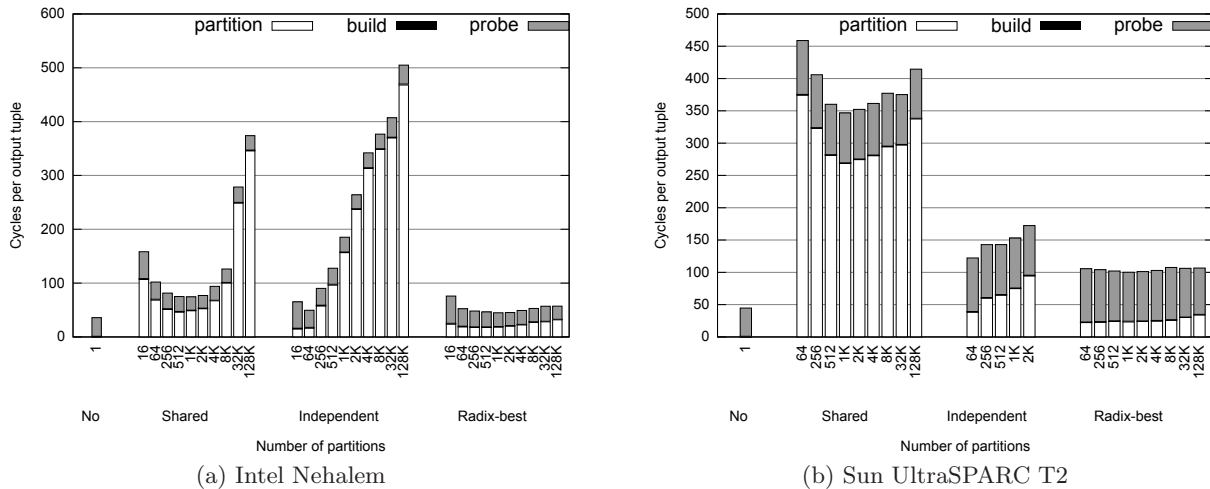 partition build probe
600
500
400
300
200
100
0
Cycles per output tuple
1
16 64 256 512 1K 2K 4K 8K 32K 128K
16 64 256 512 1K 2K 4K 8K 32K 128K
16 64 256 512 1K 2K 4K 8K 32K 128K
No Shared Independent Radix-best
Number of partitions
(a) Intel Nehalem
partition build probe
500
450
400
350
300
250
200
150
100
50
0
Cycles per output tuple
1
64 256 512 1K 2K 4K 8K 32K 128K
64 256 512 1K 2K
64 256 512 1K 2K 4K 8K 32K 128K
No Shared Independent Radix-best
Number of partitions
(b) Sun UltraSPARC T2